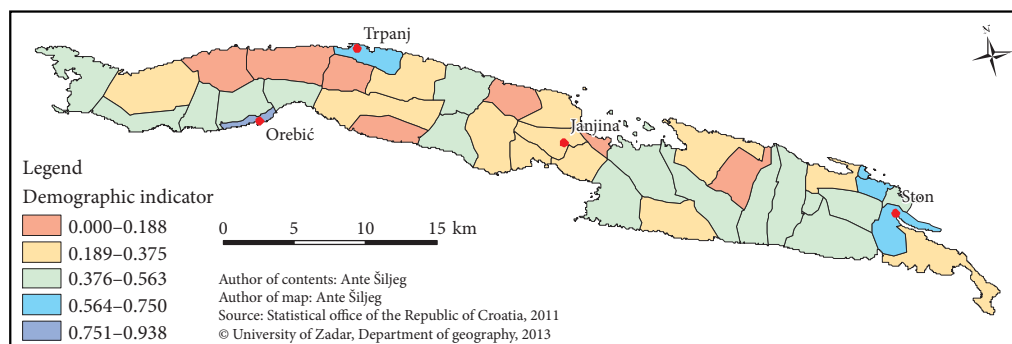 Trpanj
N
Orebić
Janjina
Ston
Legend
Demographic indicator
0.000–0.188
0.189–0.375
0.376–0.563
0.564–0.750
0.751–0.938
0 5 10 15 km
Author of contents: Ante Šiljeg
Author of map: Ante Šiljeg
Source: Statistical office of the Republic of Croatia, 2011
© University of Zadar, Department of geography, 2013